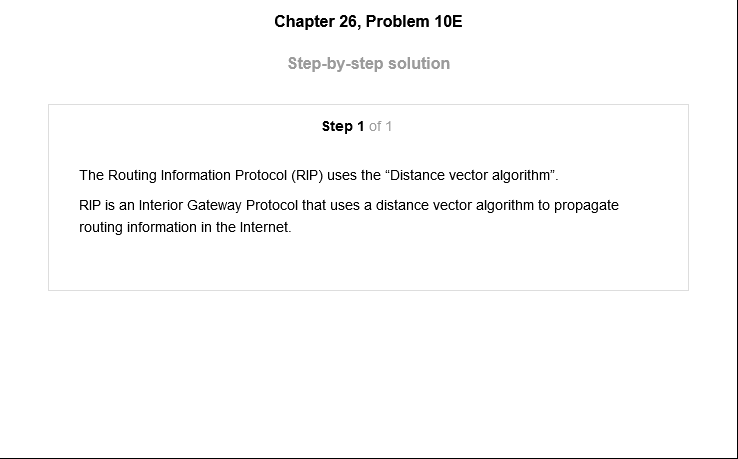 Chapter 26, Problem 10E
Step-by-step solution
Step 1 of 1
The Routing Information Protocol (RIP) uses the “Distance vector algorithm”.
RIP is an Interior Gateway Protocol that uses a distance vector algorithm to propagate
routing information in the Internet.